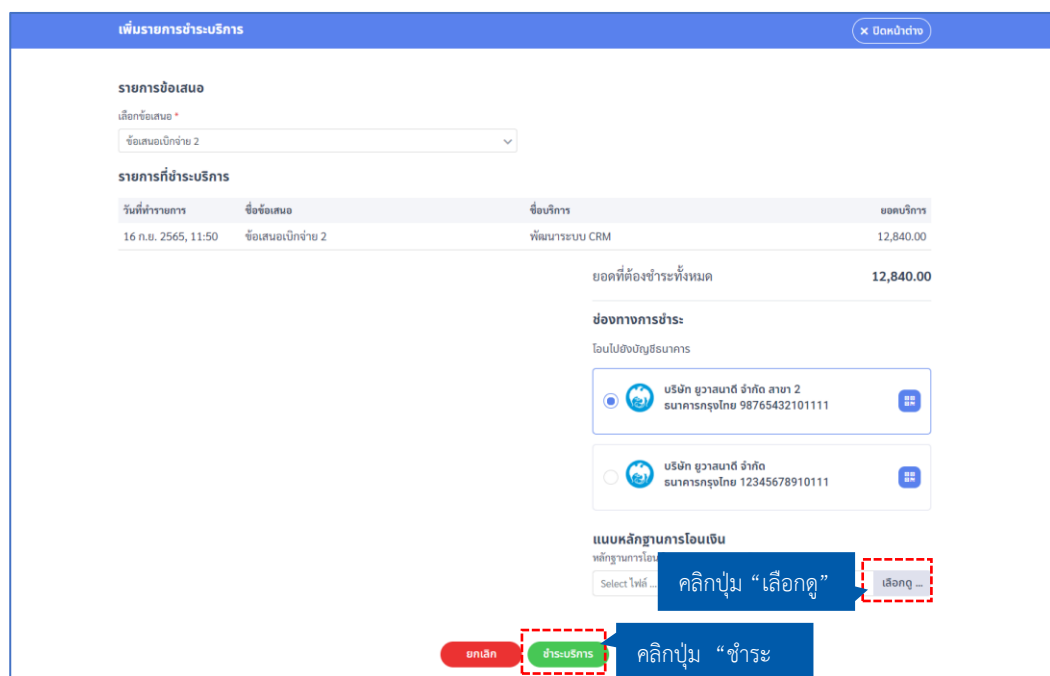 เพิ่มรายการชำระบริการ
× ปิดหน้าต่าง
รายการข้อเสนอ
เลือกข้อเสนอ *
ข้อเสนอเบิกจ่าย 2
รายการที่ชำระบริการ
วันที่ทำรายการ ชื่อข้อเสนอ ชื่อบริการ ยอดบริการ
16 ก.ย. 2565, 11:50 ข้อเสนอเบิกจ่าย 2 พัฒนาระบบ CRM 12,840.00
ยอดที่ต้องชำระทั้งหมด 12,840.00
ช่องทางการชำระ
โอนไปยังบัญชีธนาคาร
บริษัท ยูวาสนาดี จำกัด สาขา 2
ธนาคารกรุงไทย 98765432101111
บริษัท ยูวาสนาดี จำกัด
ธนาคารกรุงไทย 12345678910111
แนบหลักฐานการโอนเงิน
หลักฐานการโอน
Select ไฟล์ ...
คลิกปุ่ม “เลือกดู”
เลือกดู ...
ยกเลิก
ชำระบริการ
คลิกปุ่ม “ชำระ